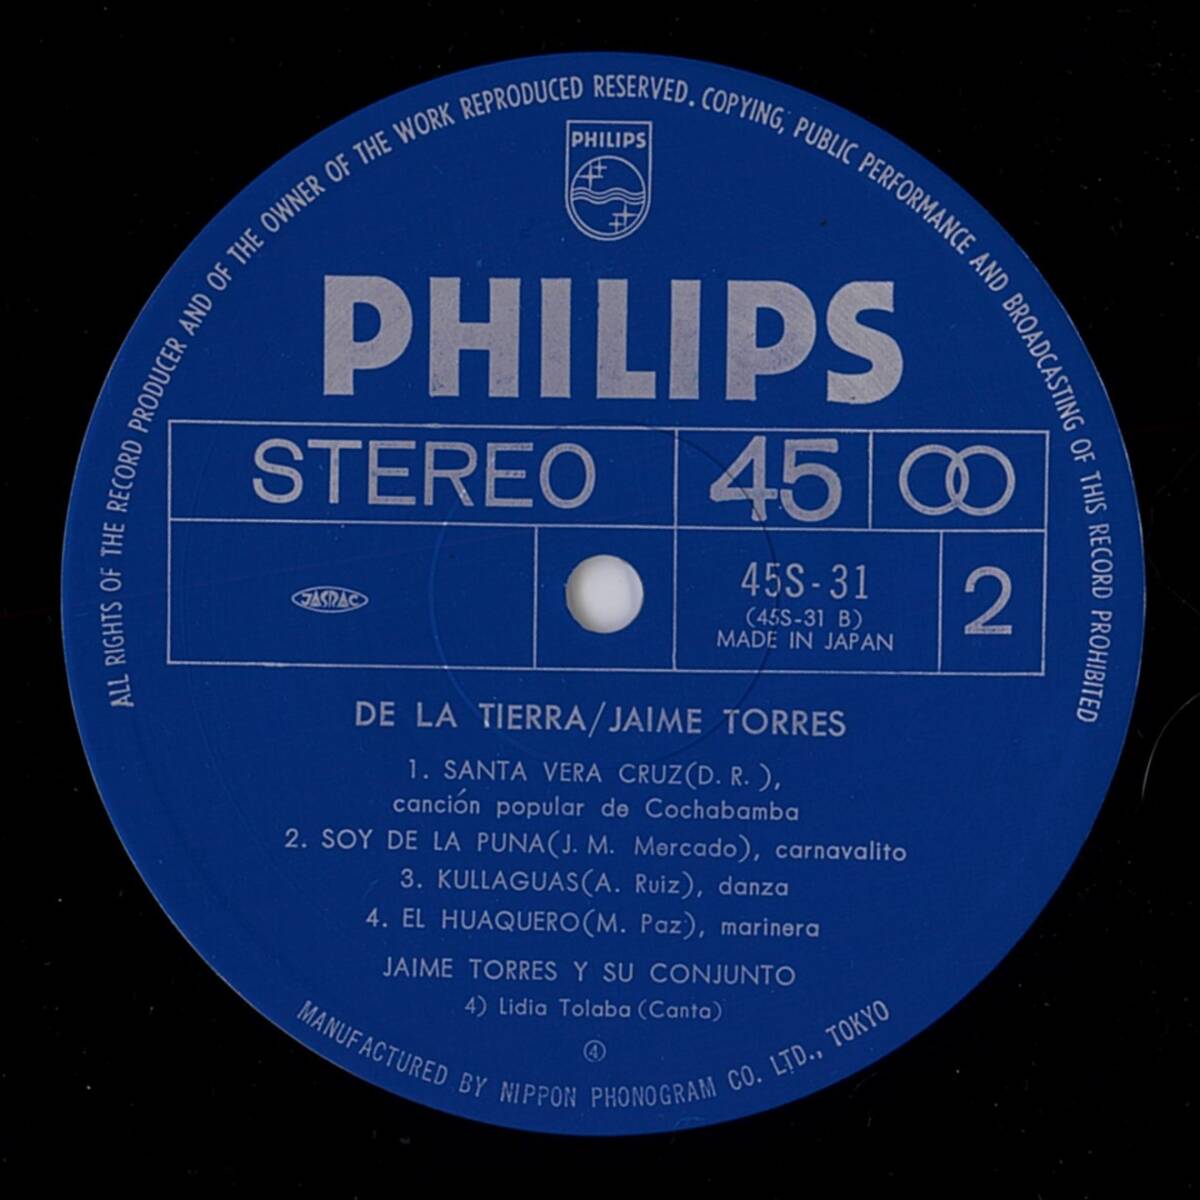 ALL RIGHTS OF THE RECORD PRODUCER AND OF THE OWNER OF THE WORK REPRODUCED RESERVED. COPYING, PUBLIC PERFORMANCE AND BROADCASTING OF THIS RECORD PROHIBITED
PHILIPS
PHILIPS
STEREO 45
JASRAC
45S-31
(45S-31 B)
MADE IN JAPAN
2
DE LA TIERRA/JAIME TORRES
1. SANTA VERA CRUZ(D. R. ),
canción popular de Cochabamba
2. SOY DE LA PUNA(J. M. Mercado), carnavalito
3. KULLAGUAS(A. Ruiz), danza
4. EL HUAQUERO(M. Paz), marinera
JAIME TORRES Y SU CONJUNTO
4) Lidia Tolaba (Canta)
④
MANUFACTURED BY NIPPON PHONOGRAM CO. LTD., TOKYO